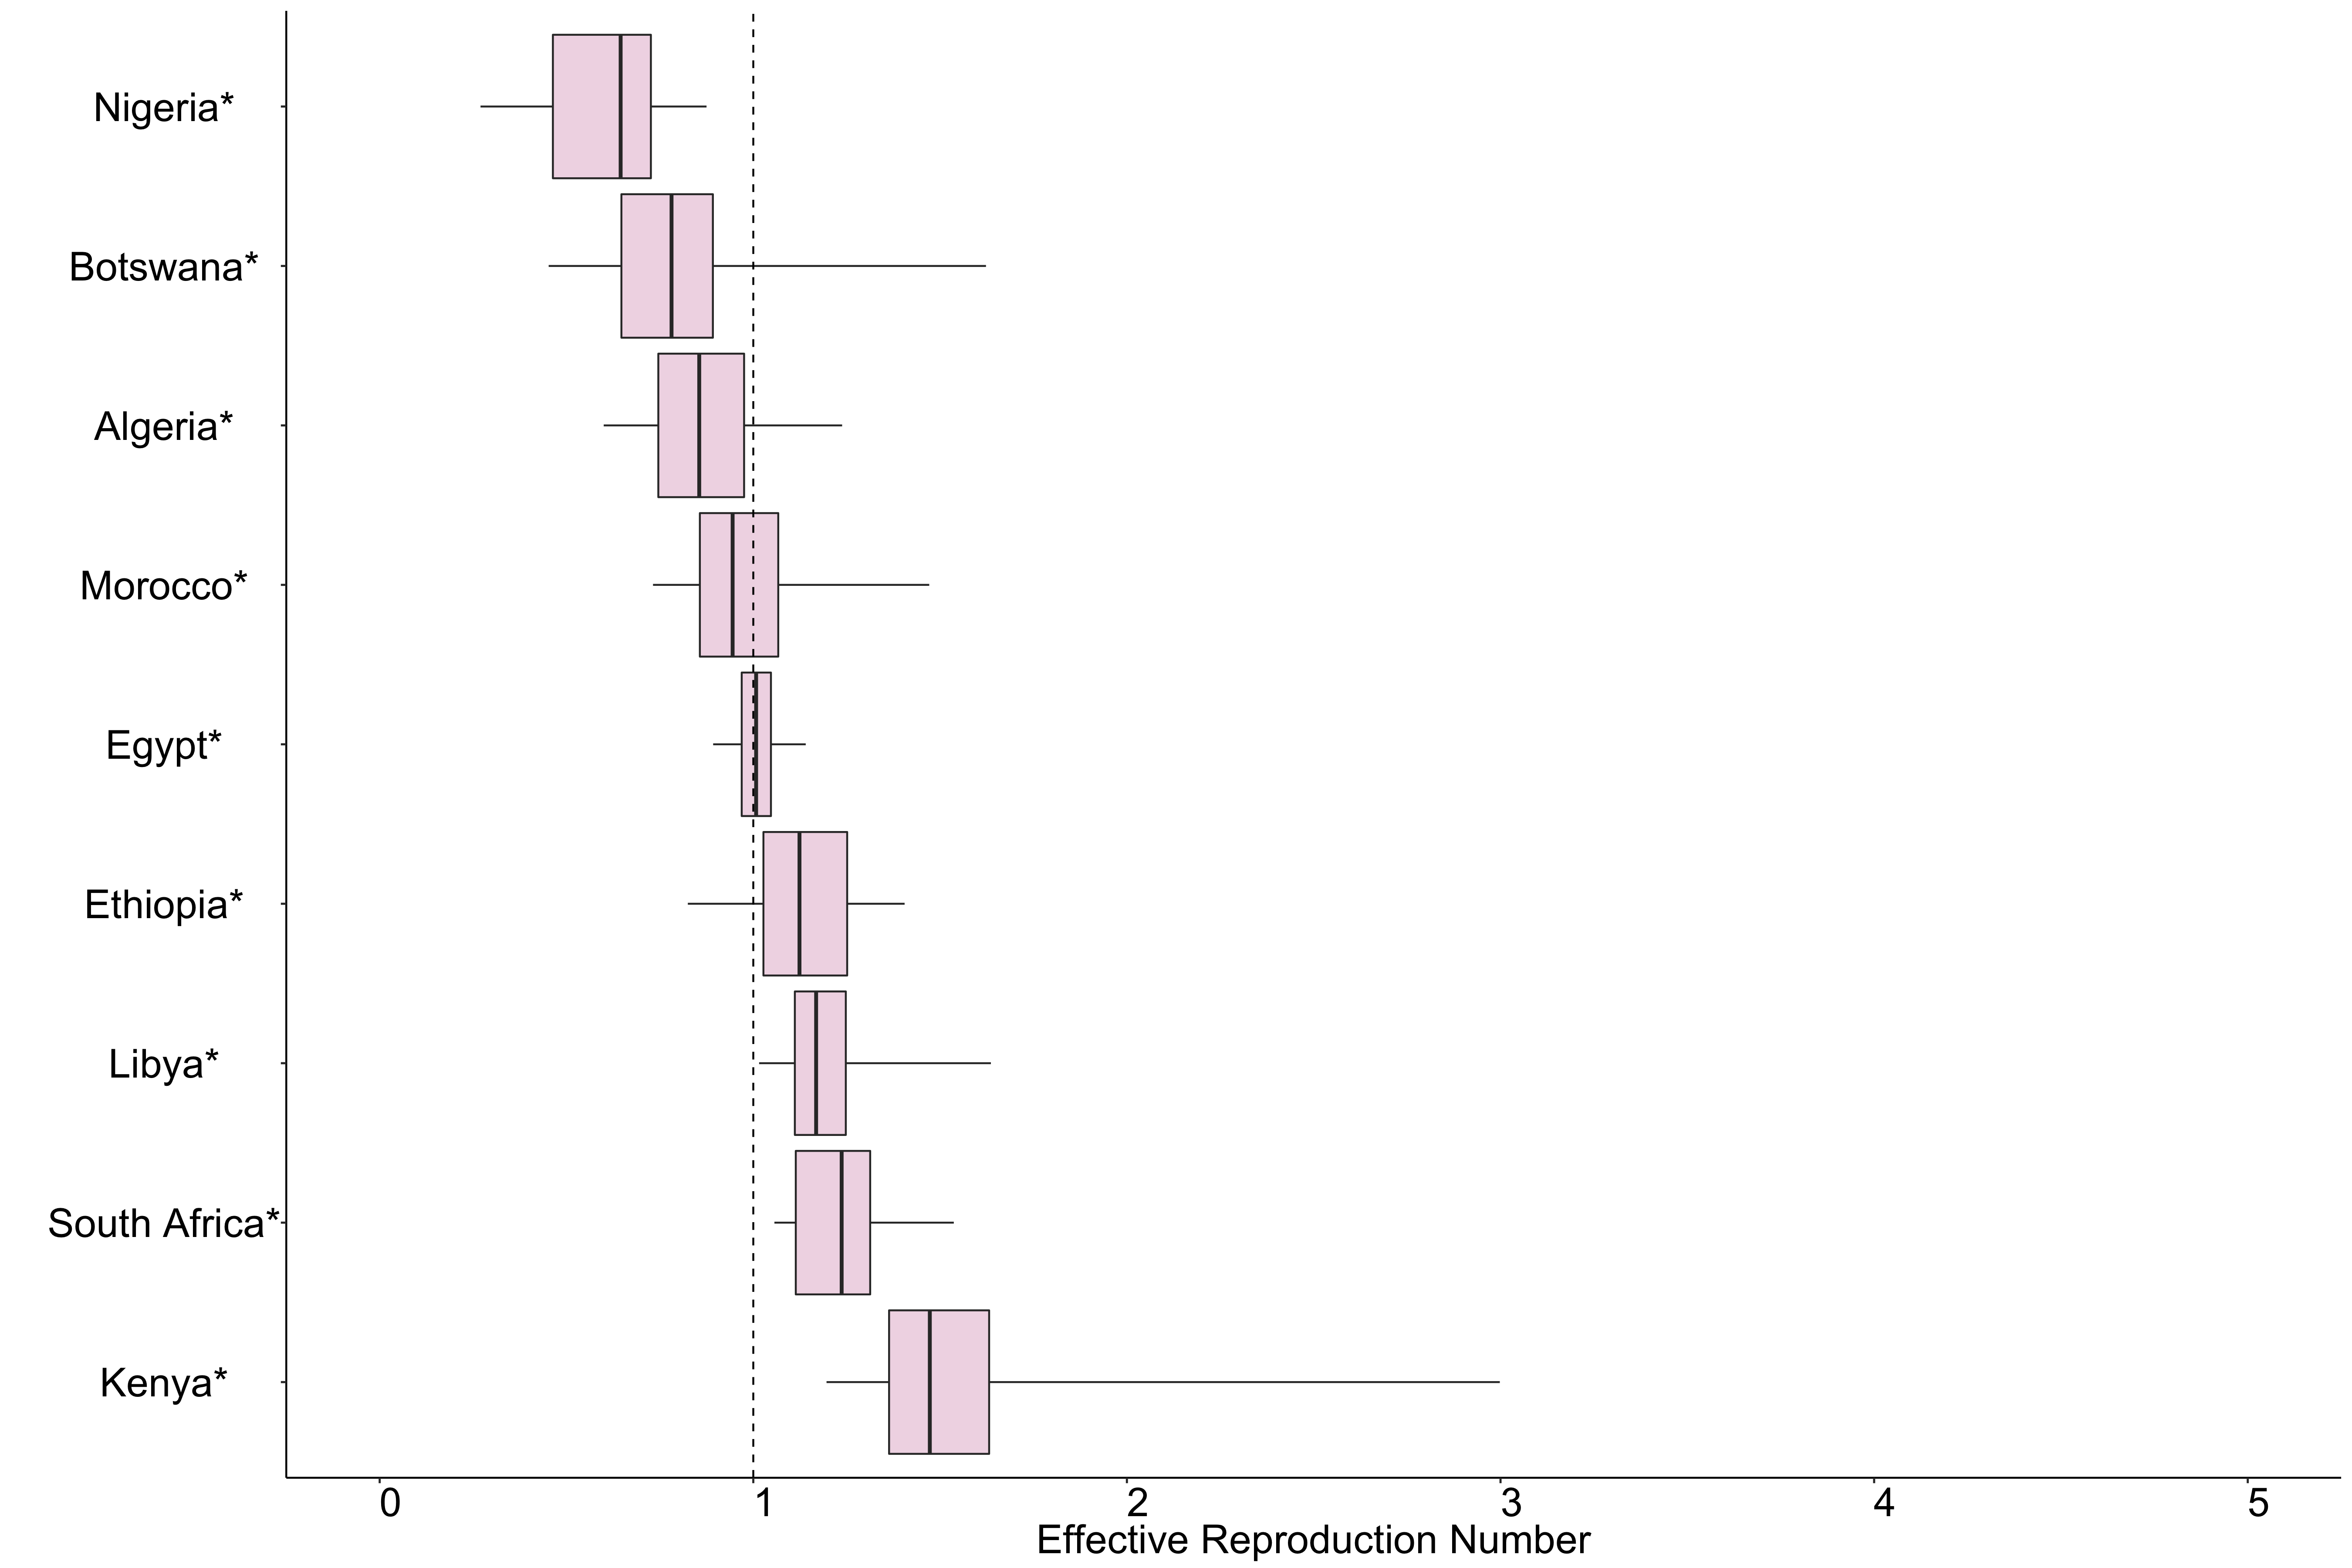 Nigeria*
Botswana*
Algeria*
Morocco*
Egypt*
Ethiopia*
Libya*
South Africa*
Kenya*
0 1 2 3 4 5
Effective Reproduction Number